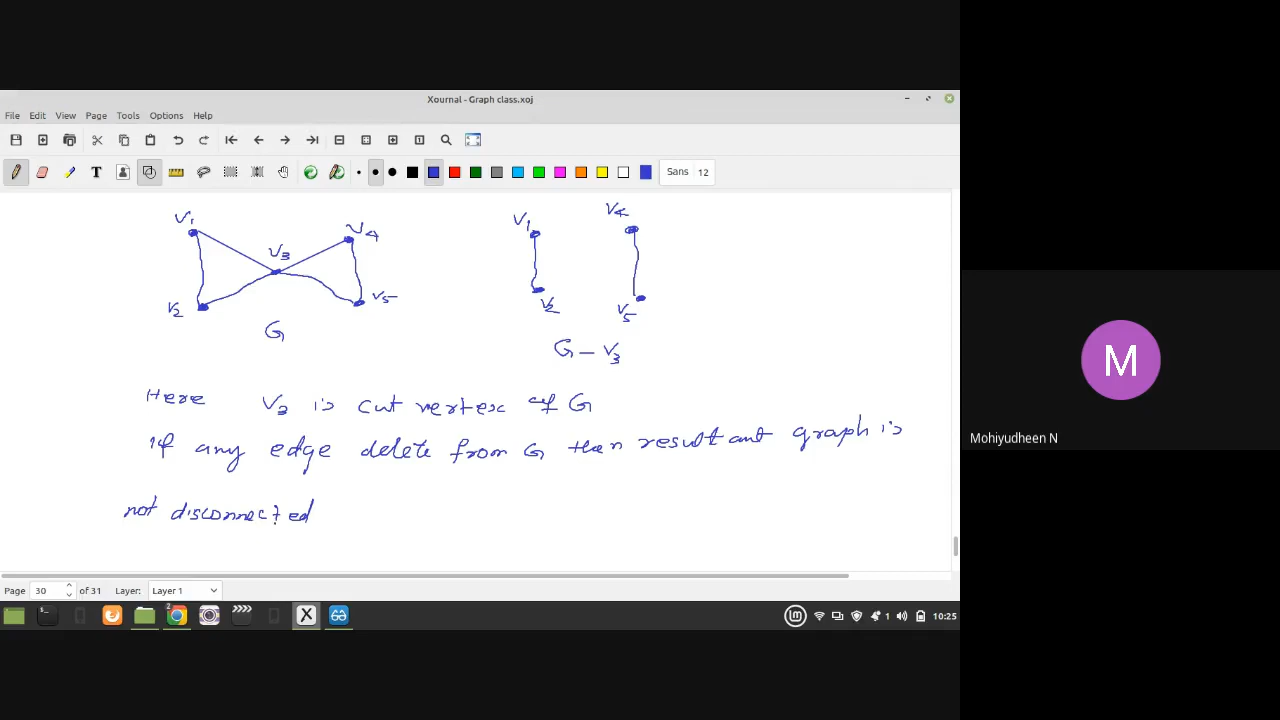 Xournal - Graph class.xoj
File Edit View Page Tools Options Help
Sans 12
V1 V4 V1 V4
V3
V2 V5 V2 V5
G G - V3
Here V3 is cut vertex of G
If any edge delete from G then resultant graph is
not disconnected
Page 30 of 31 Layer: Layer 1
2 X 1 10:25
M
Mohiyudheen N